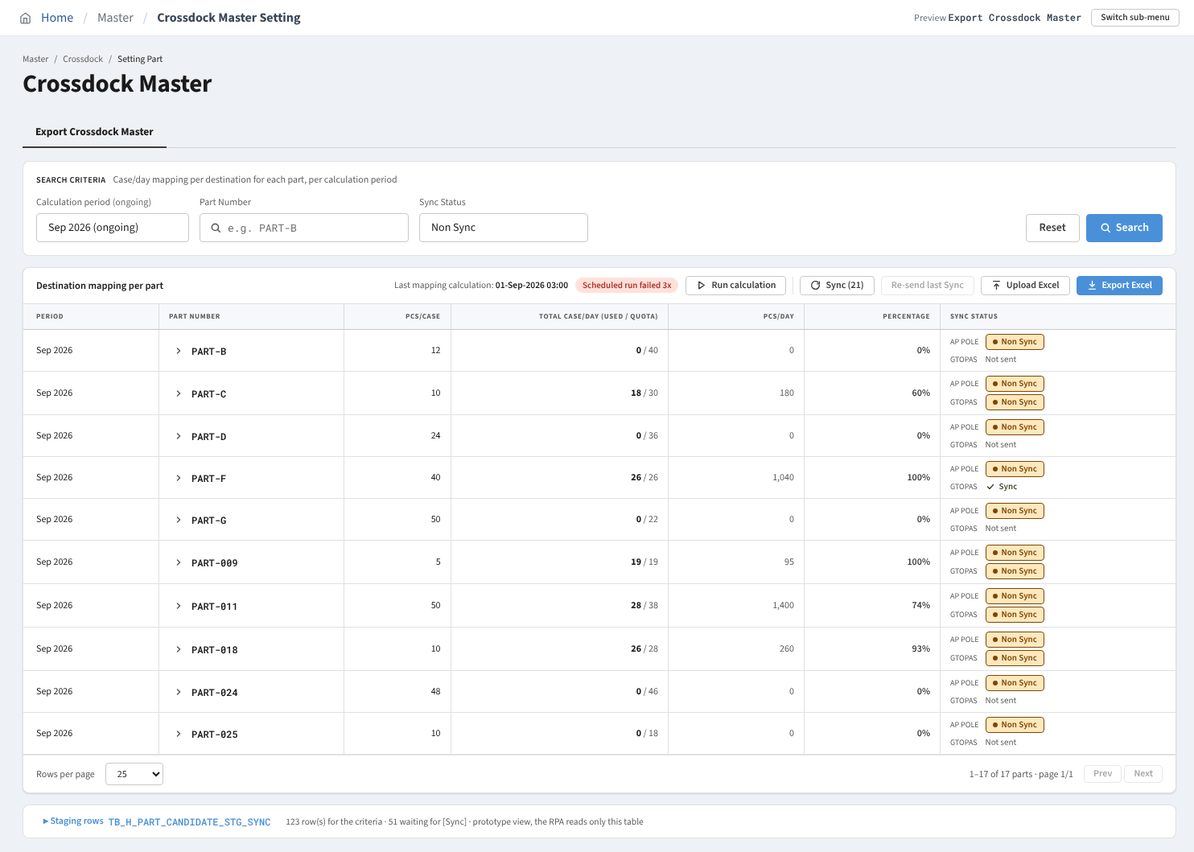 Home / Master / Crossdock Master Setting Preview Export Crossdock Master Switch sub-menu
Master / Crossdock / Setting Part
Crossdock Master
Export Crossdock Master
SEARCH CRITERIA Case/day mapping per destination for each part, per calculation period
Calculation period (ongoing) Part Number Sync Status
Sep 2026 (ongoing) e.g. PART-B Non Sync Reset Search
Destination mapping per part Last mapping calculation: 01-Sep-2026 03:00 Scheduled run failed 3x Run calculation Sync (21) Re-send last Sync Upload Excel Export Excel
PERIOD PART NUMBER PCS/CASE TOTAL CASE/DAY (USED / QUOTA) PCS/DAY PERCENTAGE SYNC STATUS
Sep 2026 PART-B 12 0 / 40 0 0% AP POLE Non Sync
GTOPAS Not sent
Sep 2026 PART-C 10 18 / 30 180 60% AP POLE Non Sync
GTOPAS Non Sync
Sep 2026 PART-D 24 0 / 36 0 0% AP POLE Non Sync
GTOPAS Not sent
Sep 2026 PART-F 40 26 / 26 1,040 100% AP POLE Non Sync
GTOPAS Sync
Sep 2026 PART-G 50 0 / 22 0 0% AP POLE Non Sync
GTOPAS Not sent
Sep 2026 PART-009 5 19 / 19 95 100% AP POLE Non Sync
GTOPAS Non Sync
Sep 2026 PART-011 50 28 / 38 1,400 74% AP POLE Non Sync
GTOPAS Non Sync
Sep 2026 PART-018 10 26 / 28 260 93% AP POLE Non Sync
GTOPAS Non Sync
Sep 2026 PART-024 48 0 / 46 0 0% AP POLE Non Sync
GTOPAS Not sent
Sep 2026 PART-025 10 0 / 18 0 0% AP POLE Non Sync
GTOPAS Not sent
Rows per page 25 1–17 of 17 parts · page 1/1 Prev Next
▸ Staging rows TB_H_PART_CANDIDATE_STG_SYNC 123 row(s) for the criteria · 51 waiting for [Sync] · prototype view, the RPA reads only this table